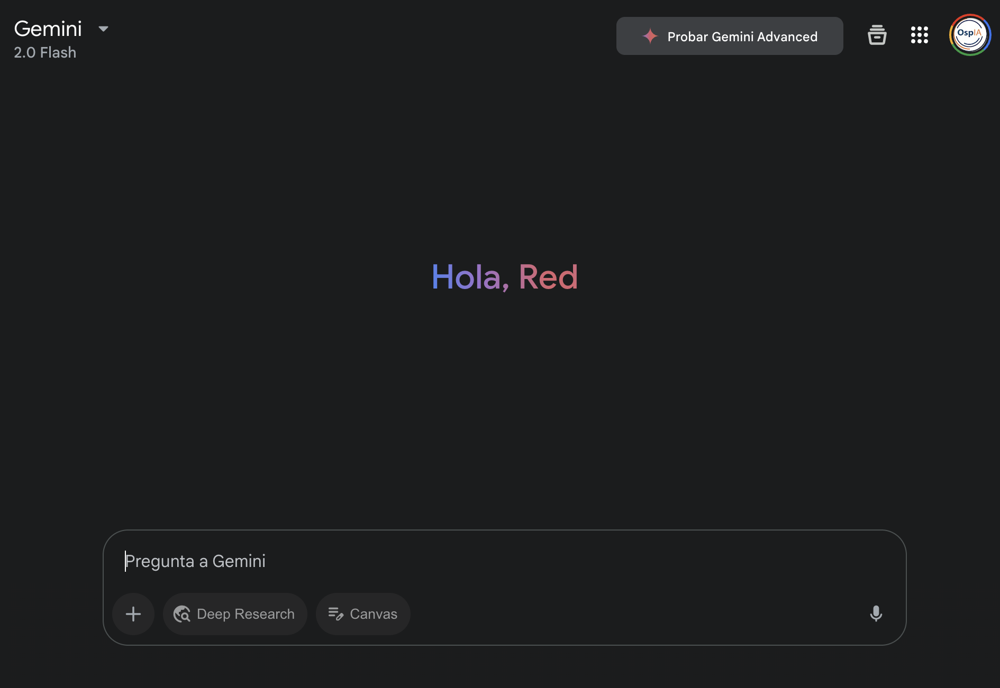 Gemini
2.0 Flash
Probar Gemini Advanced
OspIA
Hola, Red
Pregunta a Gemini
Deep Research
Canvas